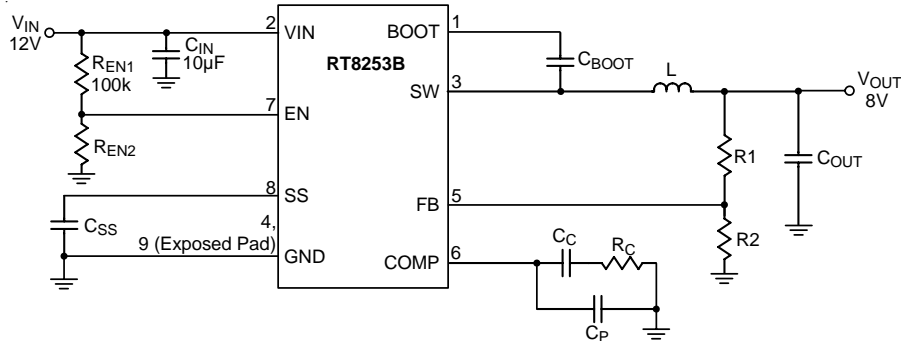 VIN
12V
CIN
10µF
REN1
100k
REN2
2
VIN
7
EN
8
SS
4,
9 (Exposed Pad)
GND
CSS
RT8253B
BOOT
1
CBOOT
SW
3
L
VOUT
8V
R1
COUT
FB
5
R2
COMP
6
CC
RC
CP